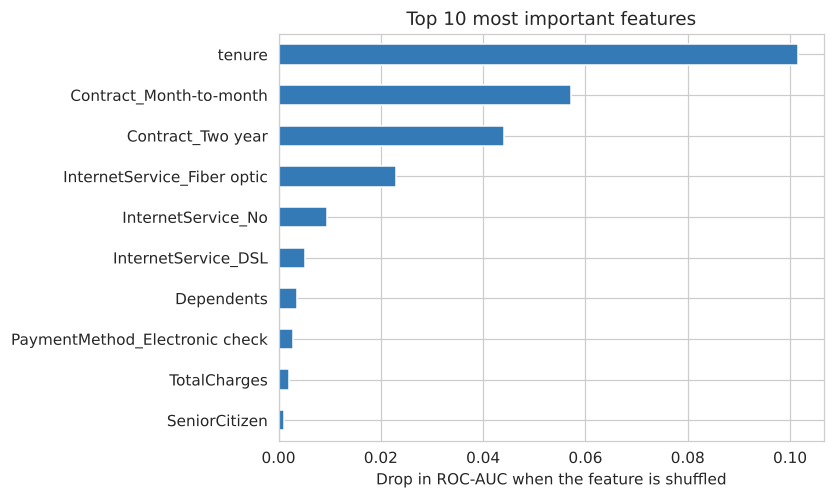 Top 10 most important features
tenure
Contract_Month-to-month
Contract_Two year
InternetService_Fiber optic
InternetService_No
InternetService_DSL
Dependents
PaymentMethod_Electronic check
TotalCharges
SeniorCitizen
0.00 0.02 0.04 0.06 0.08 0.10
Drop in ROC-AUC when the feature is shuffled